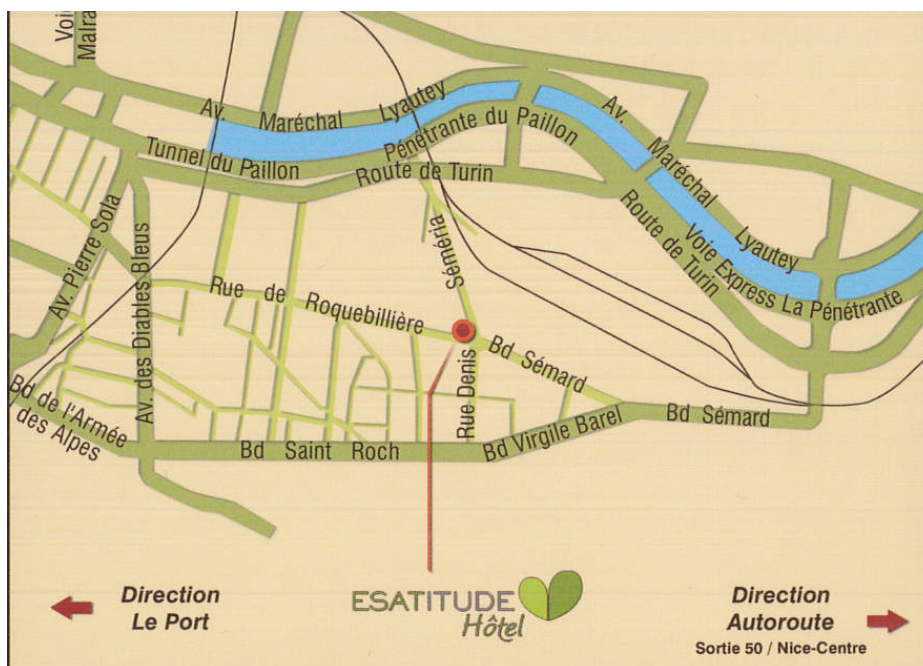 Voie
Malra
Av. Maréchal Lyautey
Av. Maréchal Lyautey
Tunnel du Paillon
Pénétrante du Paillon
Route de Turin
Route de Turin
Voie Express La Pénétrante
Av. Pierre Sola
Av. des Diables Bleus
Séméria
Rue de Roquebillière
Bd Sémard
Rue Denis
Bd de l'Armée
des Alpes
Bd Saint Roch
Bd Virgile Barel
Bd Sémard
Direction
Le Port
ESATITUDE
Hôtel
Direction
Autoroute
Sortie 50 / Nice-Centre